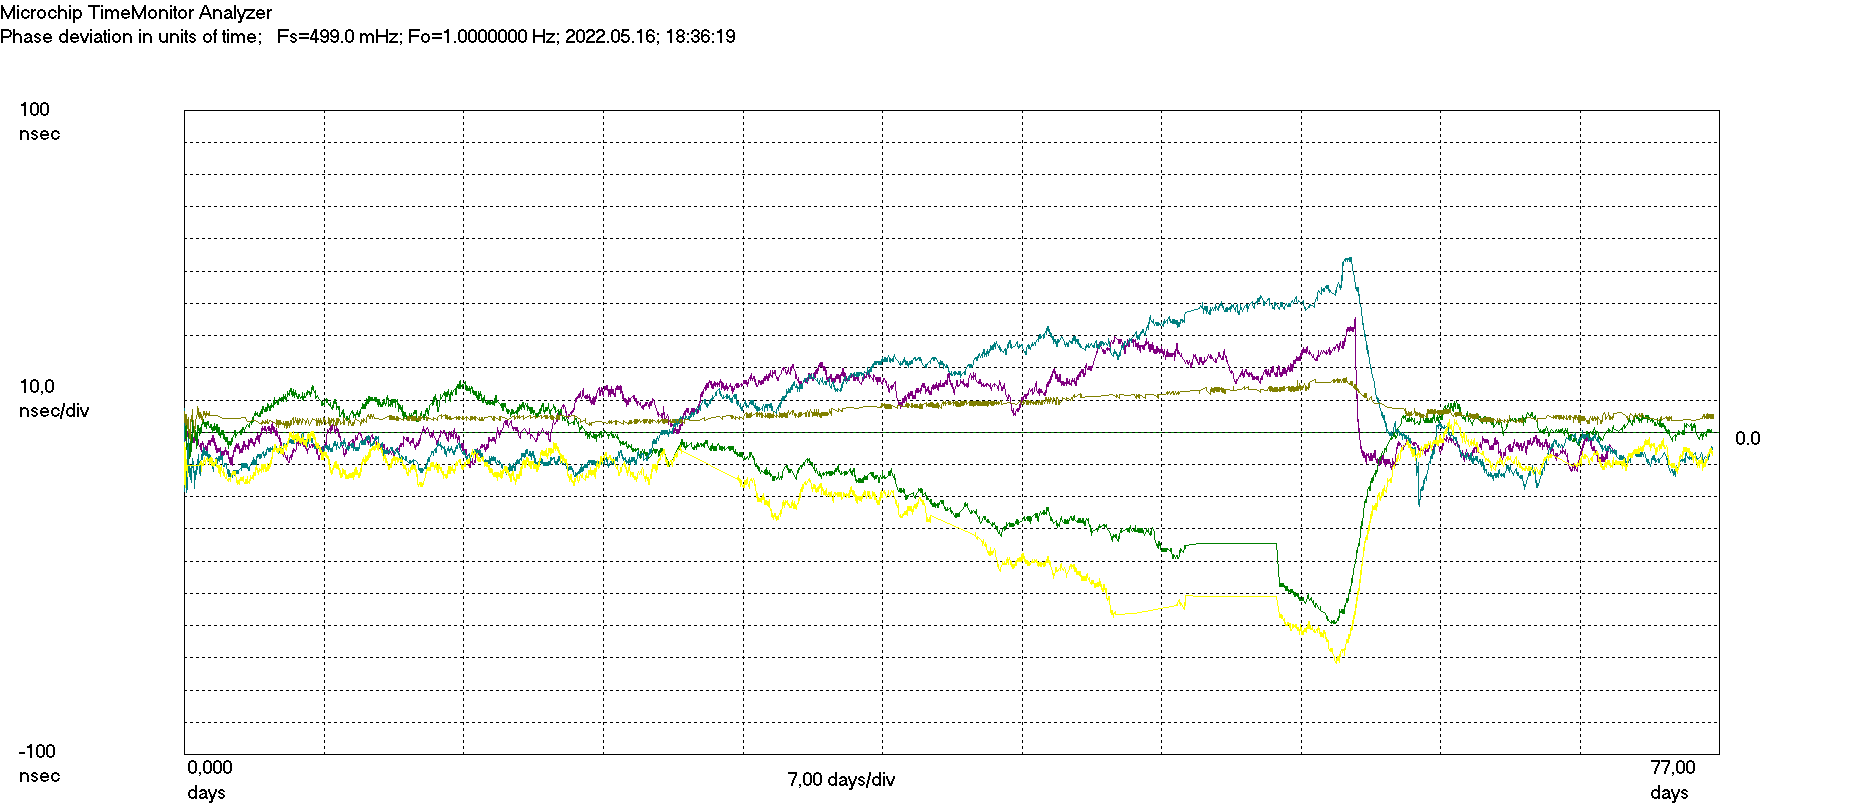 Microchip TimeMonitor Analyzer
Phase deviation in units of time;   Fs=499.0 mHz; Fo=1.0000000 Hz; 2022.05.16; 18:36:19
100
nsec
10,0
nsec/div
0.0
-100
nsec
0,000
days
7,00 days/div
77,00
days